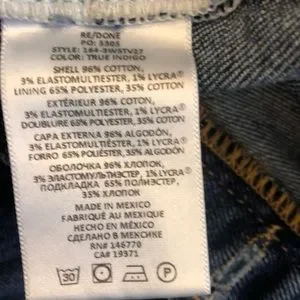 RE/DONE
PO: 5305
STYLE: 184-3WSTV27
COLOR: TRUE INDIGO
SHELL 96% COTTON,
3% ELASTOMULTIESTER, 1% LYCRA®
LINING 65% POLYESTER, 35% COTTON
EXTÉRIEUR 96% COTON,
3% ELASTOMULTIESTER, 1% LYCRA®
DOUBLURE 65% POLYESTER, 35% COTON
CAPA EXTERNA 96% ALGODÓN,
3% ELASTOMULTIÉSTER, 1% LYCRA®
FORRO 65% POLIÉSTER, 35% ALGODÓN
ОБОЛОЧКА 96% ХЛОПОК,
3% ЭЛАСТОМУЛЬТИЭСТЕР, 1% LYCRA®
ПОДКЛАДКА 65% ПОЛИЭСТЕР,
35% ХЛОПОК
MADE IN MEXICO
FABRIQUÉ AU MEXIQUE
HECHO EN MÉXICO
СДЕЛАНО В МЕКСИКЕ
RN# 146770
CA# 19371
30
P